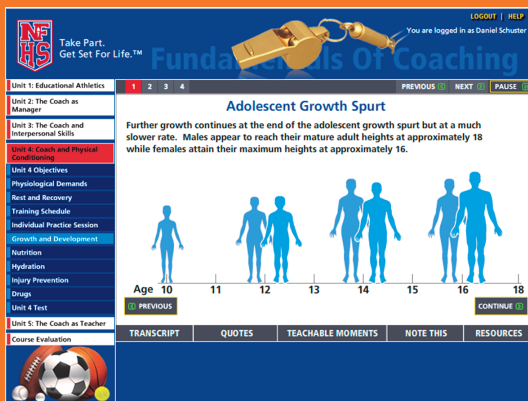 LOGOUT | HELP
You are logged in as Daniel Schuster
NFHS
Take Part.
Get Set For Life.™
Fundamentals Of Coaching
Unit 1: Educational Athletics
Unit 2: The Coach as
Manager
Unit 3: The Coach and
Interpersonal Skills
Unit 4: Coach and Physical
Conditioning
Unit 4 Objectives
Physiological Demands
Rest and Recovery
Training Schedule
Individual Practice Session
Growth and Development
Nutrition
Hydration
Injury Prevention
Drugs
Unit 4 Test
Unit 5: The Coach as Teacher
Course Evaluation
1 2 3 4
PREVIOUS NEXT PAUSE
Adolescent Growth Spurt
Further growth continues at the end of the adolescent growth spurt but at a much
slower rate. Males appear to reach their mature adult heights at approximately 18
while females attain their maximum heights at approximately 16.
Age 10 11 12 13 14 15 16 18
PREVIOUS
CONTINUE
TRANSCRIPT QUOTES TEACHABLE MOMENTS NOTE THIS RESOURCES